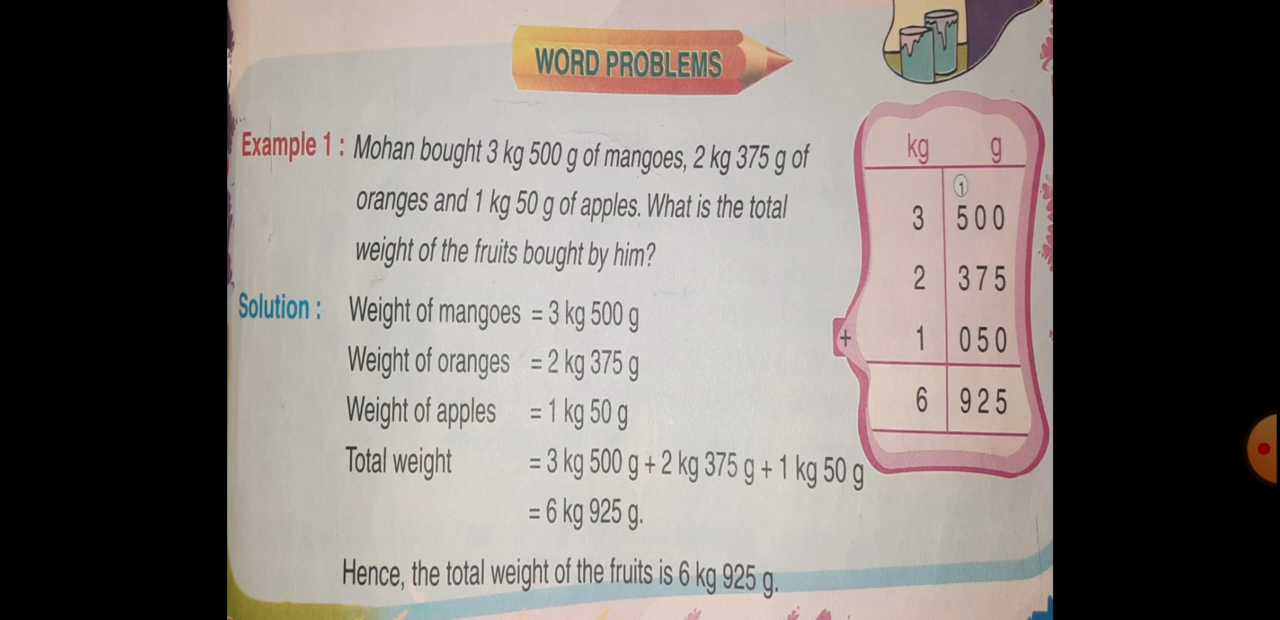 WORD PROBLEMS
Example 1 : Mohan bought 3 kg 500 g of mangoes, 2 kg 375 g of
oranges and 1 kg 50 g of apples. What is the total
weight of the fruits bought by him?
Solution : Weight of mangoes = 3 kg 500 g
Weight of oranges = 2 kg 375 g
Weight of apples = 1 kg 50 g
Total weight = 3 kg 500 g + 2 kg 375 g + 1 kg 50 g
= 6 kg 925 g.
Hence, the total weight of the fruits is 6 kg 925 g.
kg g
1
3 500
2 375
+ 1 050
6 925